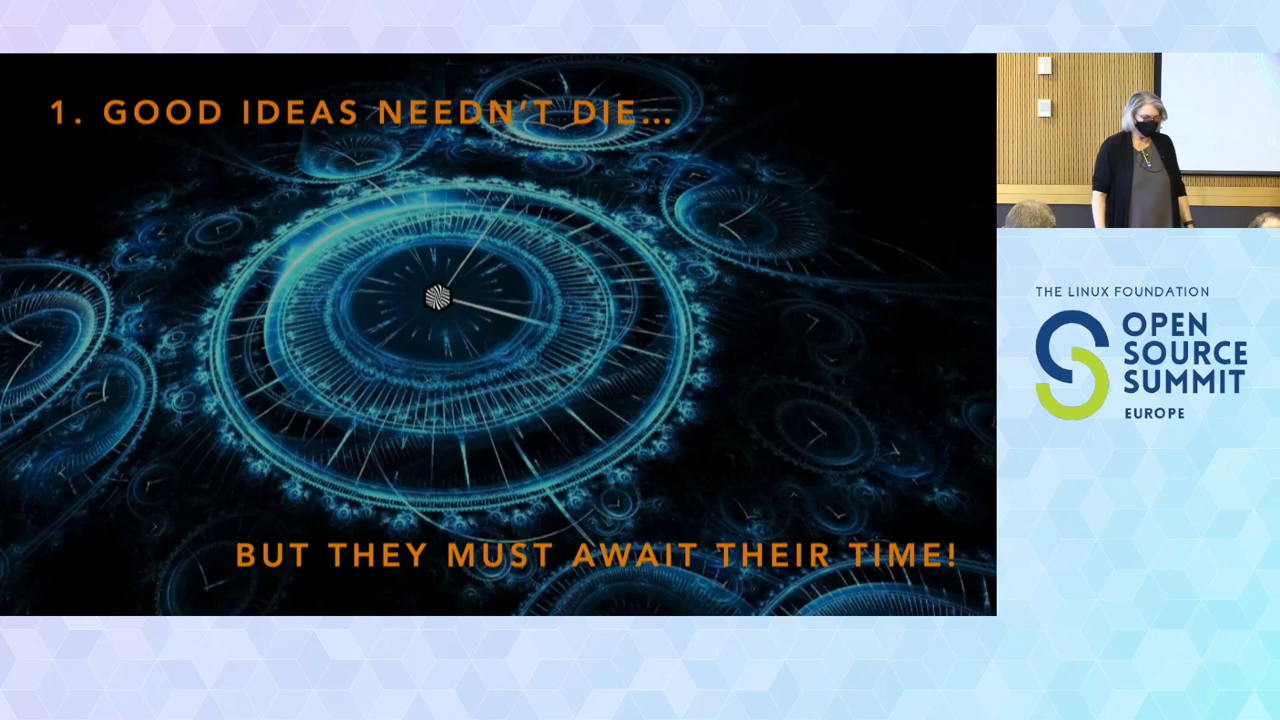 1. GOOD IDEAS NEEDN'T DIE...
BUT THEY MUST AWAIT THEIR TIME!
THE LINUX FOUNDATION
OPEN
SOURCE
SUMMIT
EUROPE